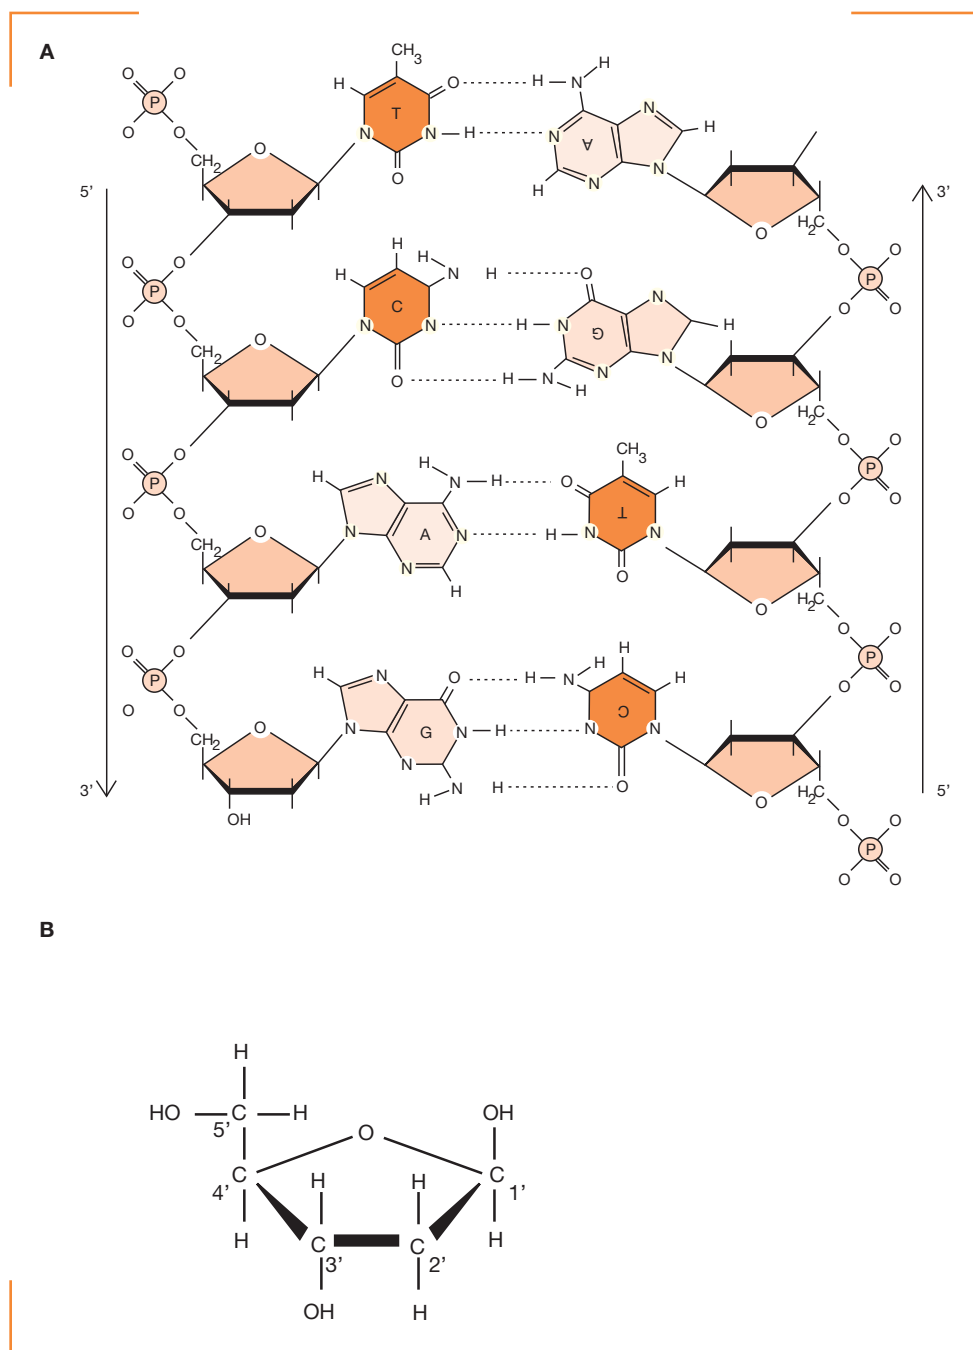 A
CH3
O O H H
P O H O H N H
O O T N
N N H N A H
CH2 O O H N N
5' H2C O 3'
O O
H
O O H N H O O O
P H P
O O C N G O O
N N H N H
CH2 O N N
O H N H O
H2C
CH3 O O
O O H H P
P H N N H O H O O
O O T
N A N H N N
CH2 O N O
H O
H2C
H O O
O O H N O H N H H P
P O O
O O G N H N C N
N
CH2 O N
3' H N H O H2C 5'
OH O O O
P
O O
B
H
HO C H OH
5' O
C H H C
4' 1'
H C C H
3' 2'
OH H